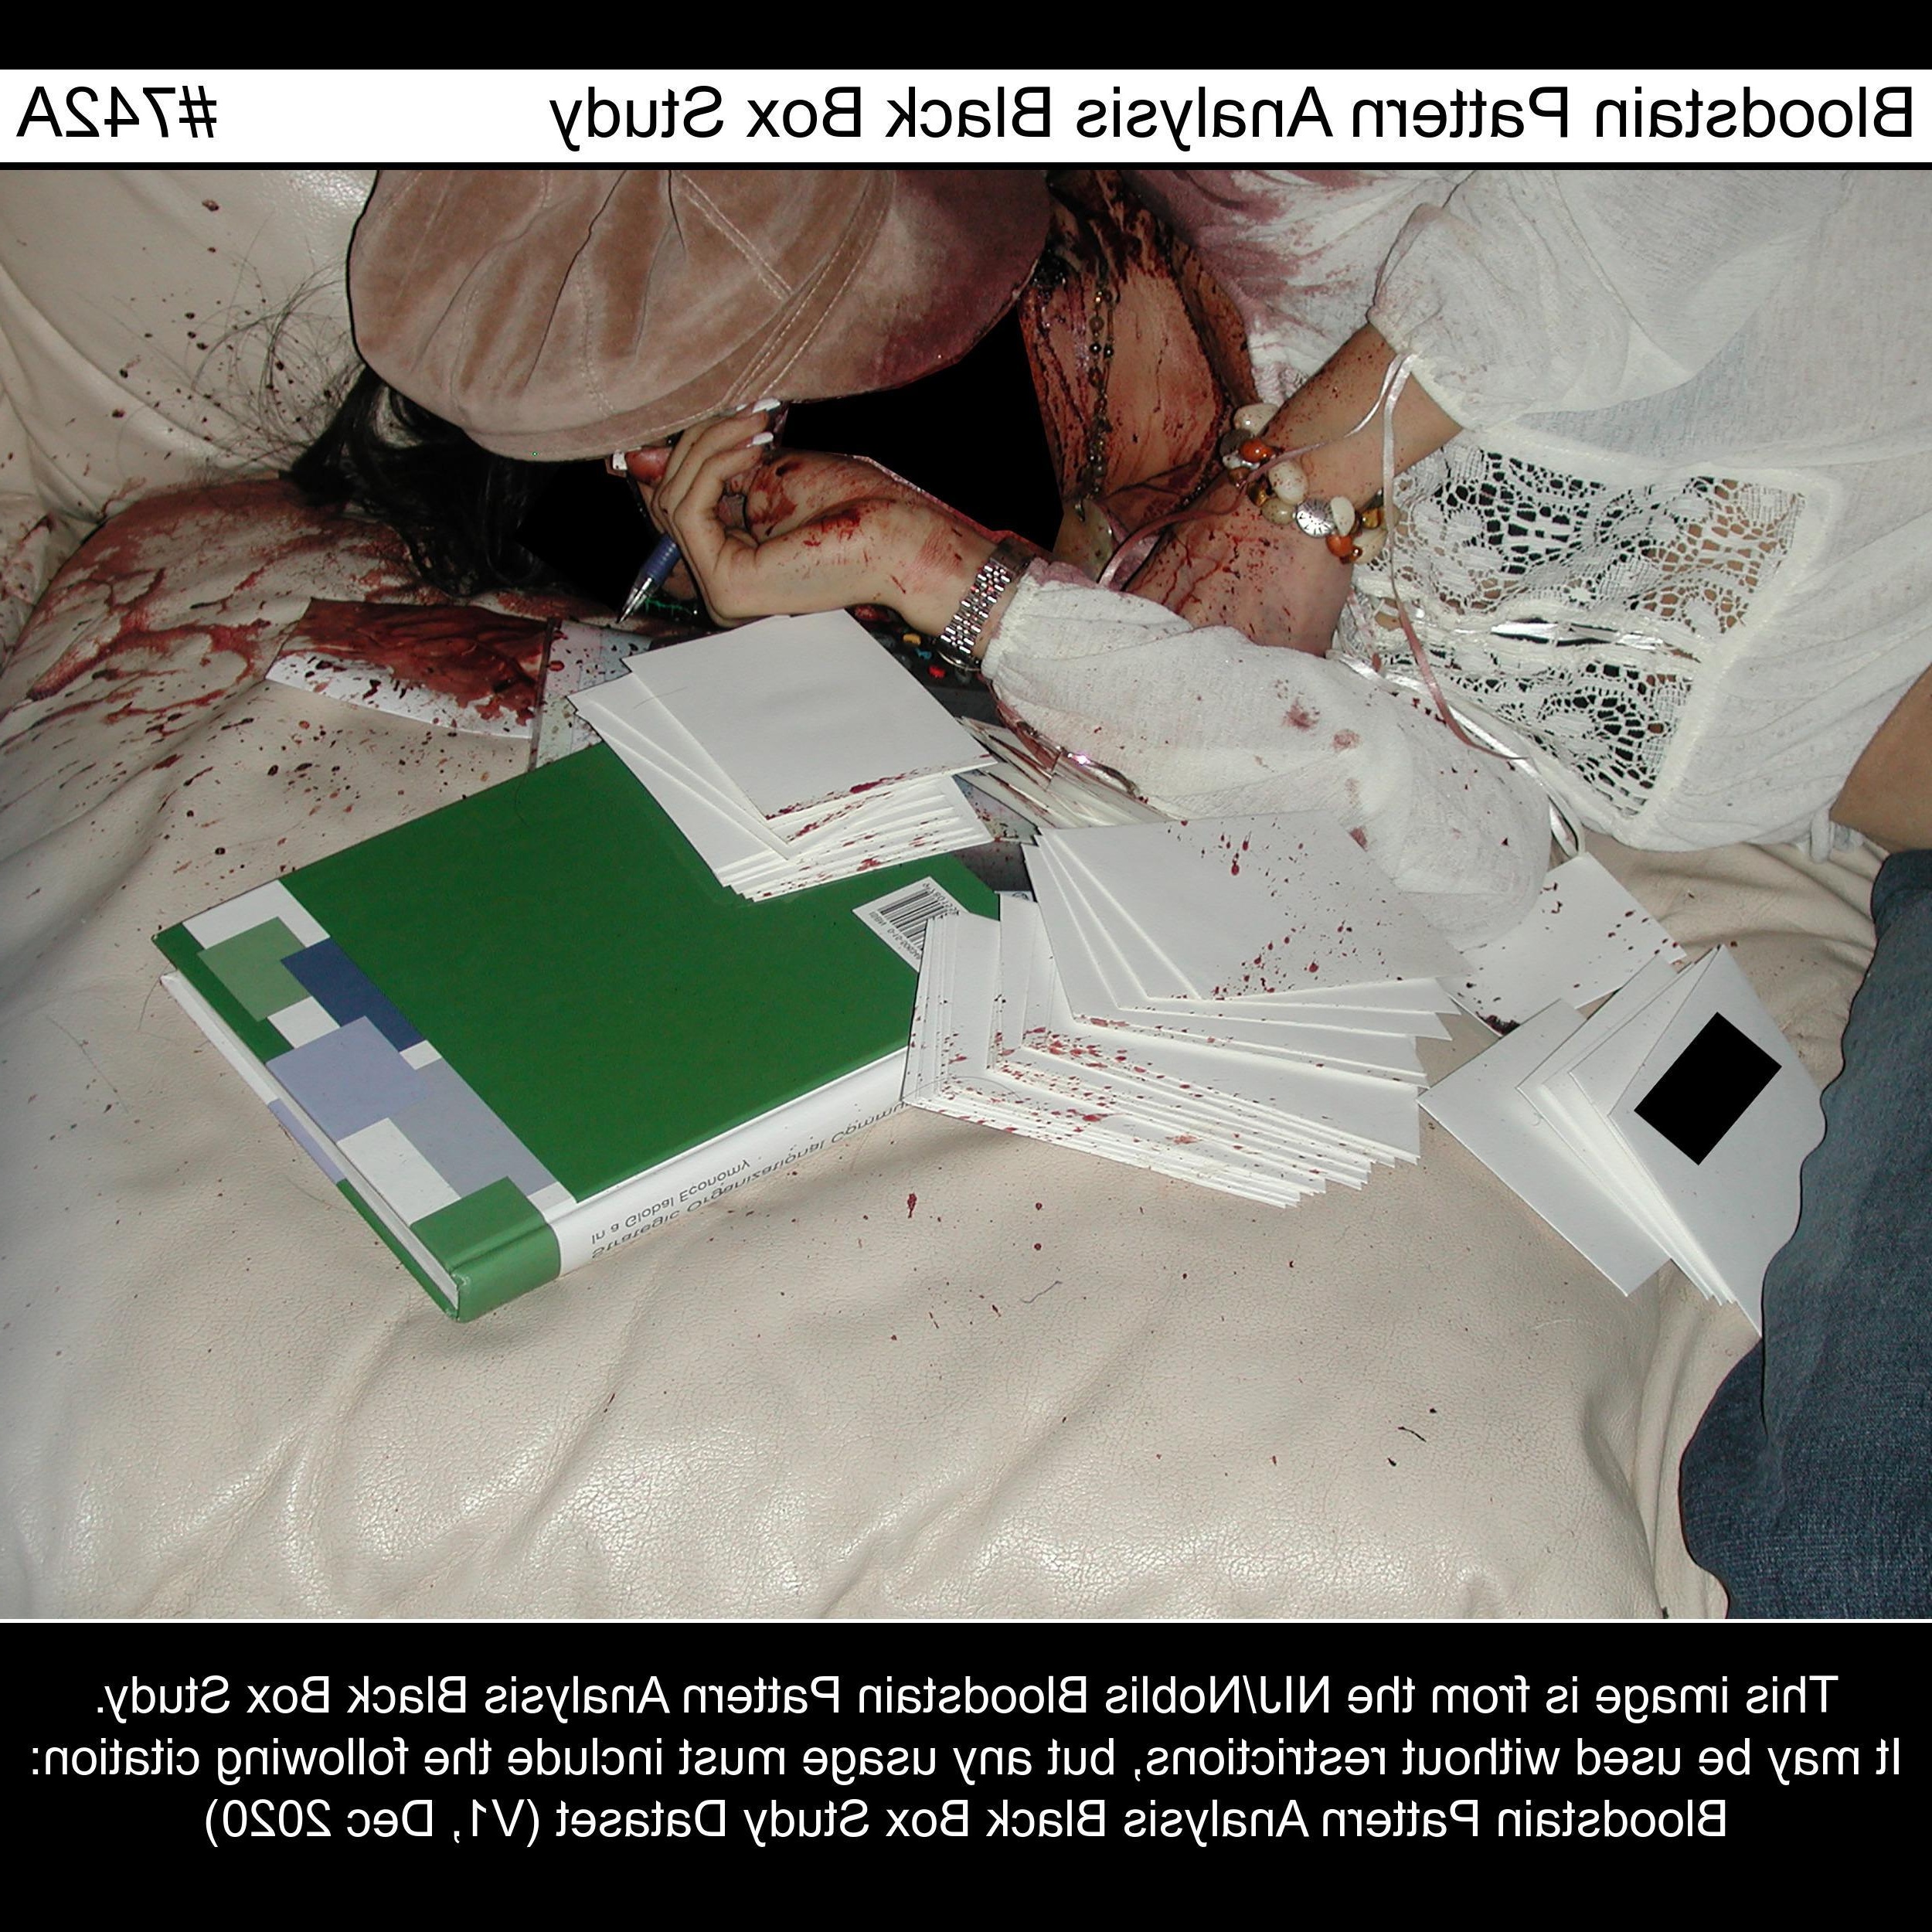 Bloodstain Pattern Analysis Black Box Study #742A
In a Global Economy
Strategic Organizational
This image is from the NIJ/Noblis Bloodstain Pattern Analysis Black Box Study.
It may be used without restrictions, but any usage must include the following citation:
Bloodstain Pattern Analysis Black Box Study Dataset (V1, Dec 2020)